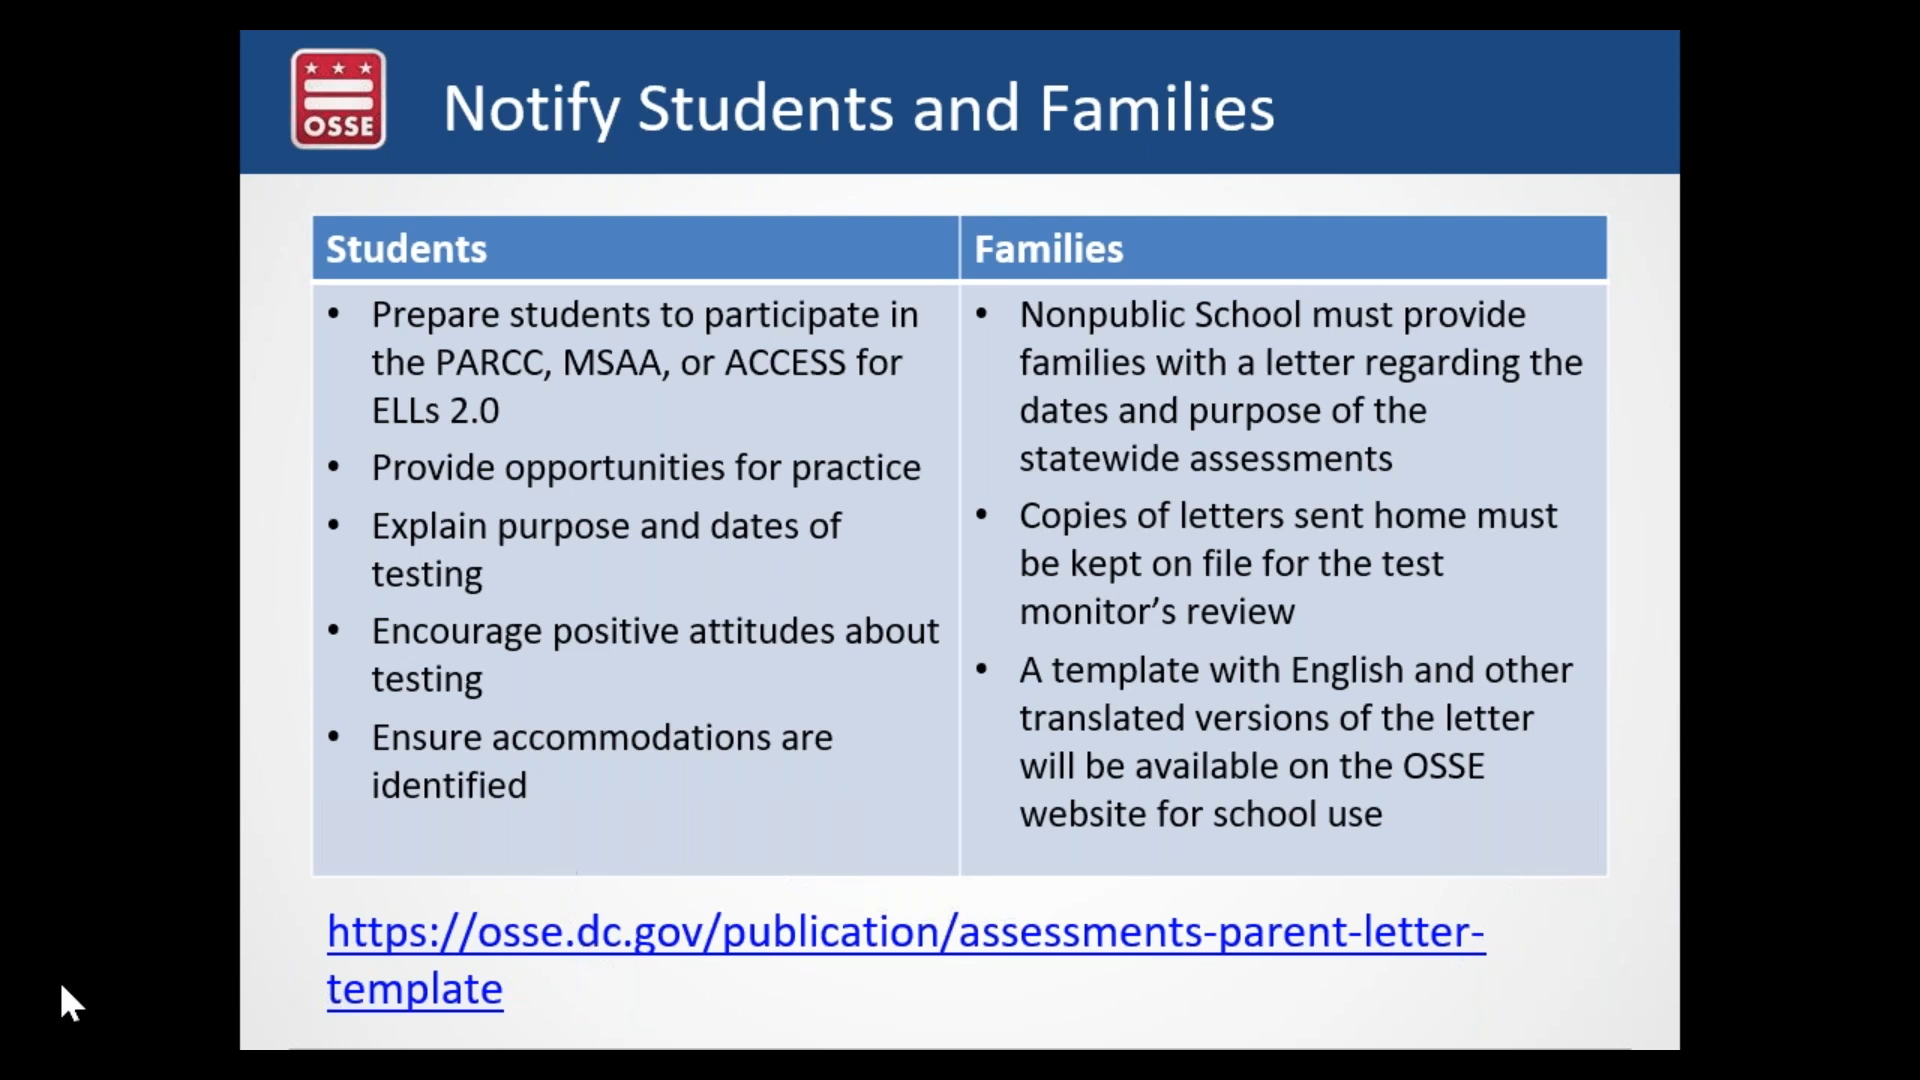 OSSE
Notify Students and Families
Students
• Prepare students to participate in
the PARCC, MSAA, or ACCESS for
ELLs 2.0
• Provide opportunities for practice
• Explain purpose and dates of
testing
• Encourage positive attitudes about
testing
• Ensure accommodations are
identified
Families
• Nonpublic School must provide
families with a letter regarding the
dates and purpose of the
statewide assessments
• Copies of letters sent home must
be kept on file for the test
monitor’s review
• A template with English and other
translated versions of the letter
will be available on the OSSE
website for school use
https://osse.dc.gov/publication/assessments-parent-letter-
template